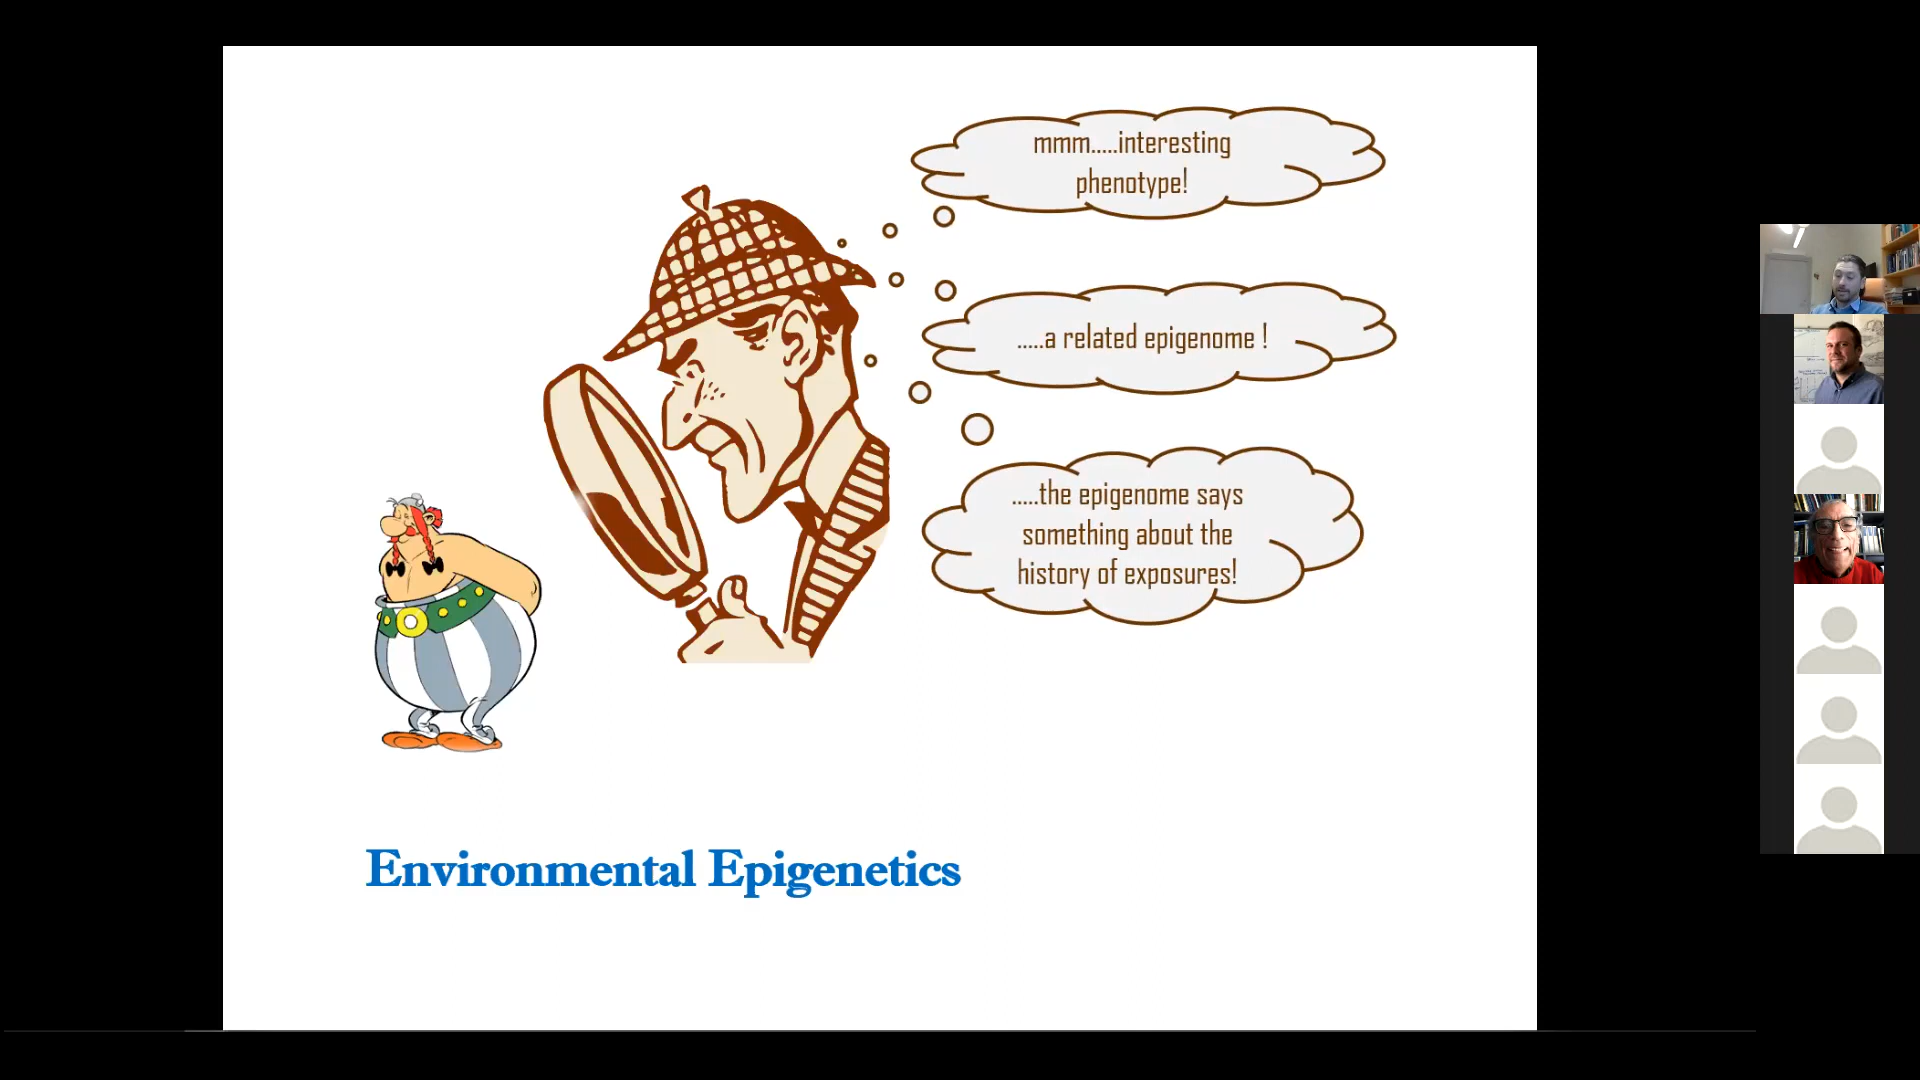 mmm.....interesting
phenotype!
.....a related epigenome !
.....the epigenome says
something about the
history of exposures!
Environmental Epigenetics